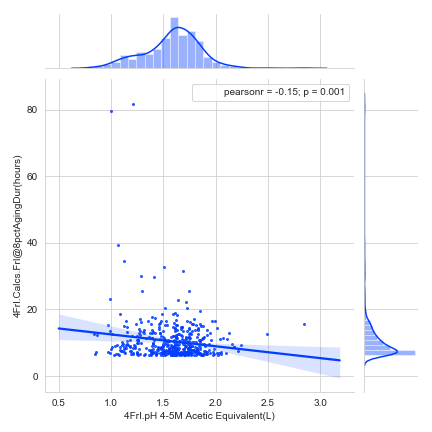 pearsonr = -0.15; p = 0.001
80
60
40
20
0
4Frl.Calcs.Frl@8pctAgingDur(hours)
0.5 1.0 1.5 2.0 2.5 3.0
4Frl.pH 4-5M Acetic Equivalent(L)